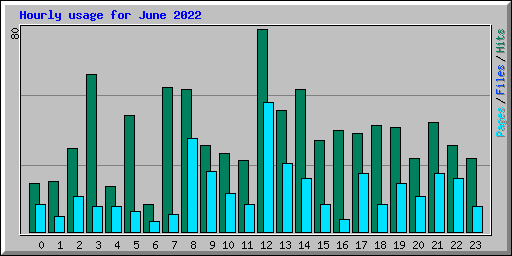 Hourly usage for June 2022
80
Pages / Files / Hits
0 1 2 3 4 5 6 7 8 9 10 11 12 13 14 15 16 17 18 19 20 21 22 23